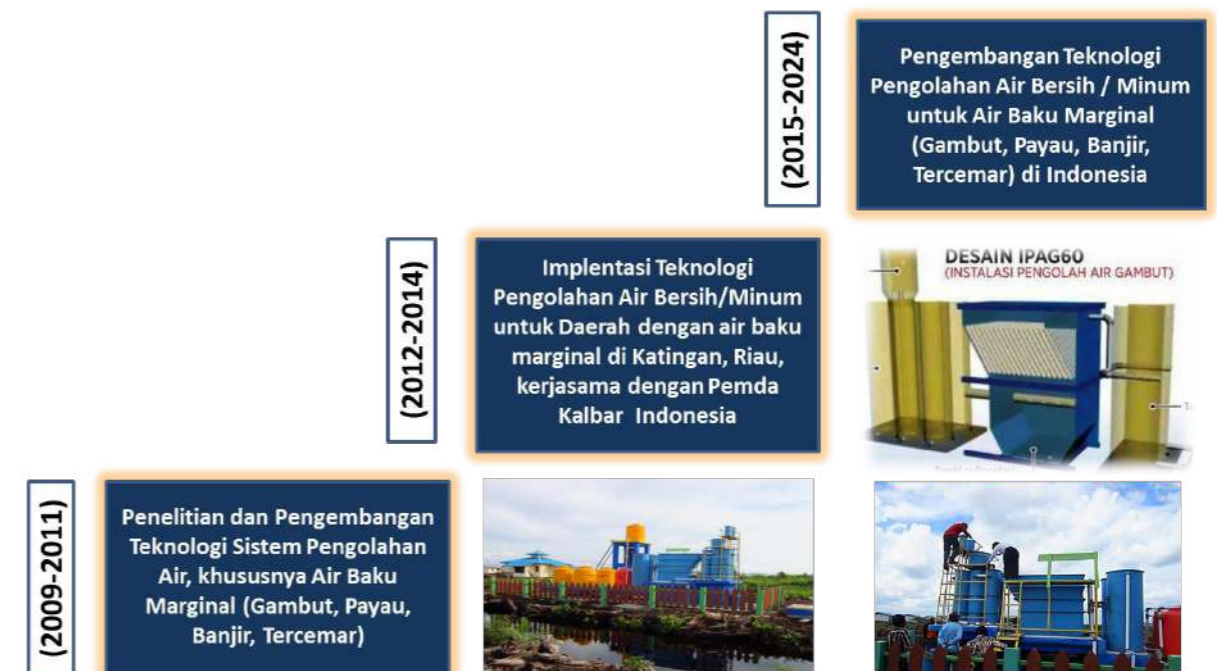 (2015-2024)
Pengembangan Teknologi
Pengolahan Air Bersih / Minum
untuk Air Baku Marginal
(Gambut, Payau, Banjir,
Tercemar) di Indonesia
(2012-2014)
Implentasi Teknologi
Pengolahan Air Bersih/Minum
untuk Daerah dengan air baku
marginal di Katingan, Riau,
kerjasama dengan Pemda
Kalbar Indonesia
DESAIN IPAG60
(INSTALASI PENGOLAH AIR GAMBUT)
(2009-2011)
Penelitian dan Pengembangan
Teknologi Sistem Pengolahan
Air, khususnya Air Baku
Marginal (Gambut, Payau,
Banjir, Tercemar)